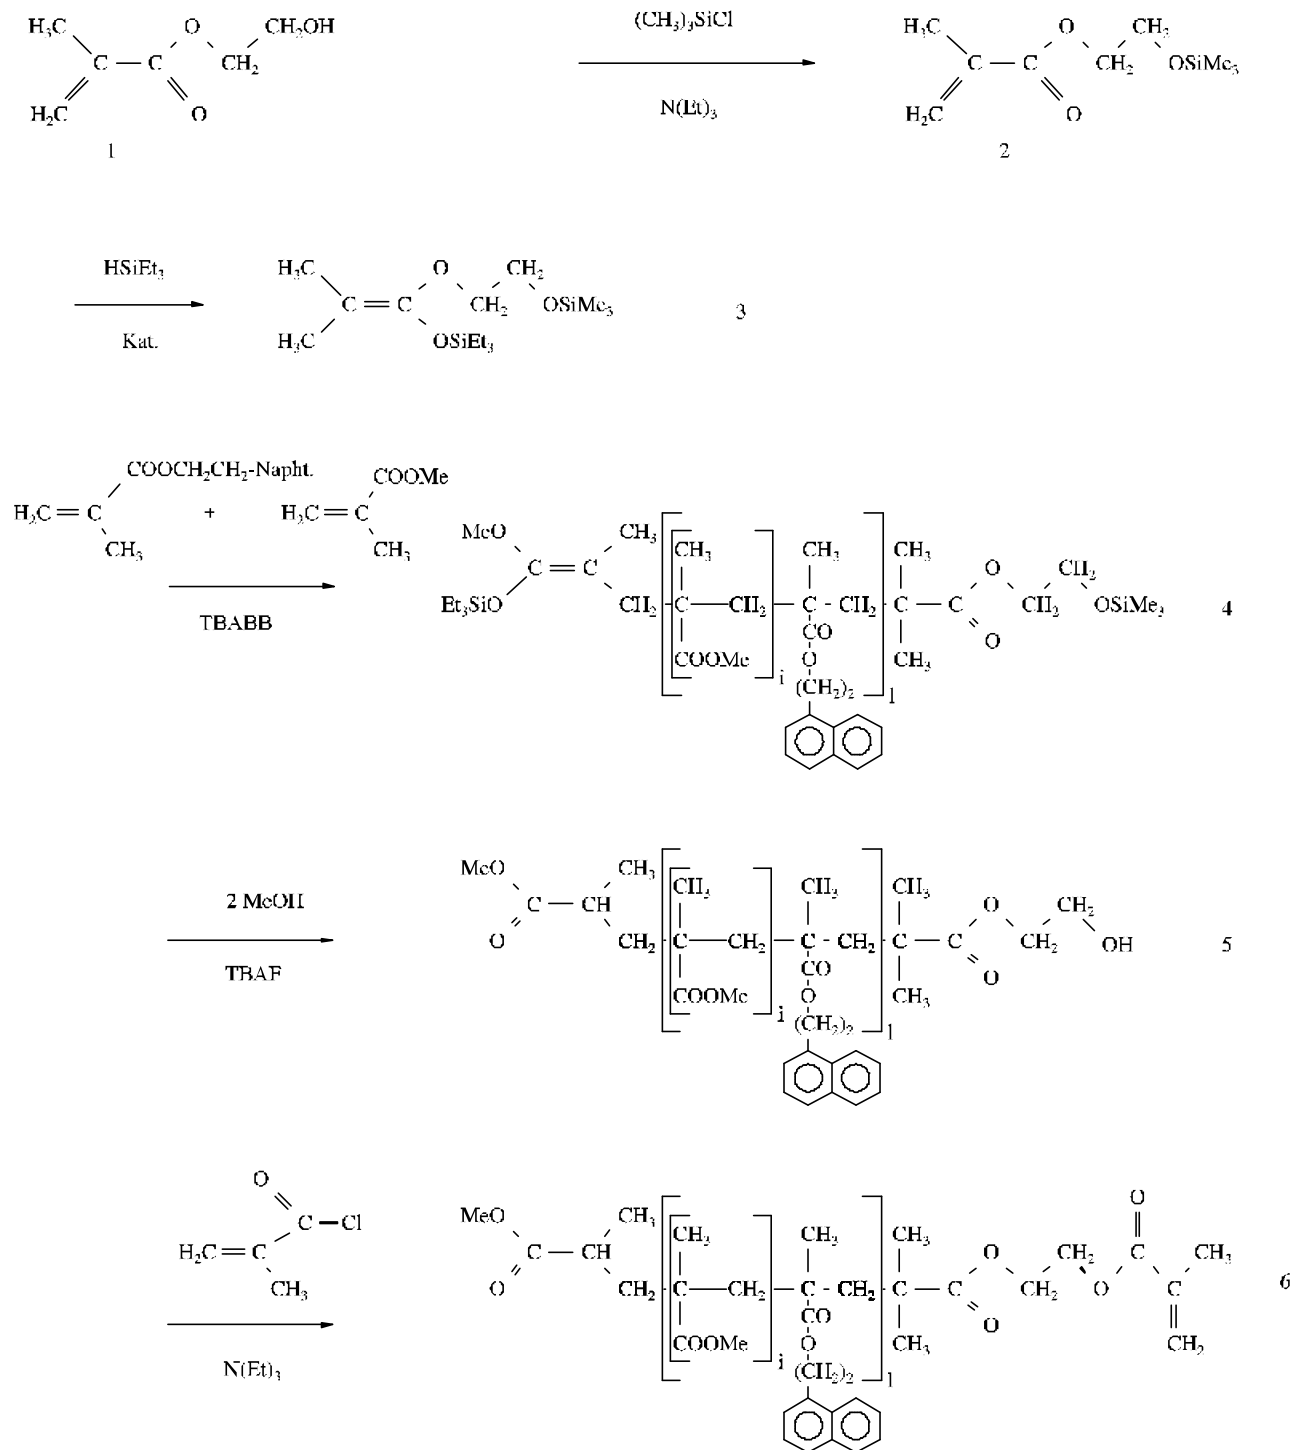 H₃C O CH₂OH
C C CH₂
H₂C O
1
(CH₃)₃SiCl
N(Et)₃
H₃C O CH₂
C C CH₂ OSiMe₃
H₂C O
2
HSiEt₃
Kat.
H₃C O CH₂
C C CH₂ OSiMe₃
H₃C OSiEt₃
3
COOCH₂CH₂-Napht.
H₂C C
CH₃
+
COOMe
H₂C C
CH₃
TBABB
MeO CH₃ CH₃ CH₃ CH₃
C C O CH₂
Et₃SiO CH₂ C CH₂ C CH₂ C C CH₂ OSiMe₃ 4
CO O
COOMe O CH₃
i (CH₂)₂ l
2 MeOH
TBAF
MeO CH₃ CH₃ CH₃ CH₃
C CH O CH₂
O CH₂ C CH₂ C CH₂ C C CH₂ OH 5
CO O
COOMe O CH₃
i (CH₂)₂ l
O
C Cl
H₂C C
CH₃
N(Et)₃
O
MeO CH₃ CH₃ CH₃ CH₃
C CH O CH₂ C CH₃
O CH₂ C CH₂ C CH₂ C C CH₂ O C 6
CO O
COOMe O CH₃ CH₂
i (CH₂)₂ l